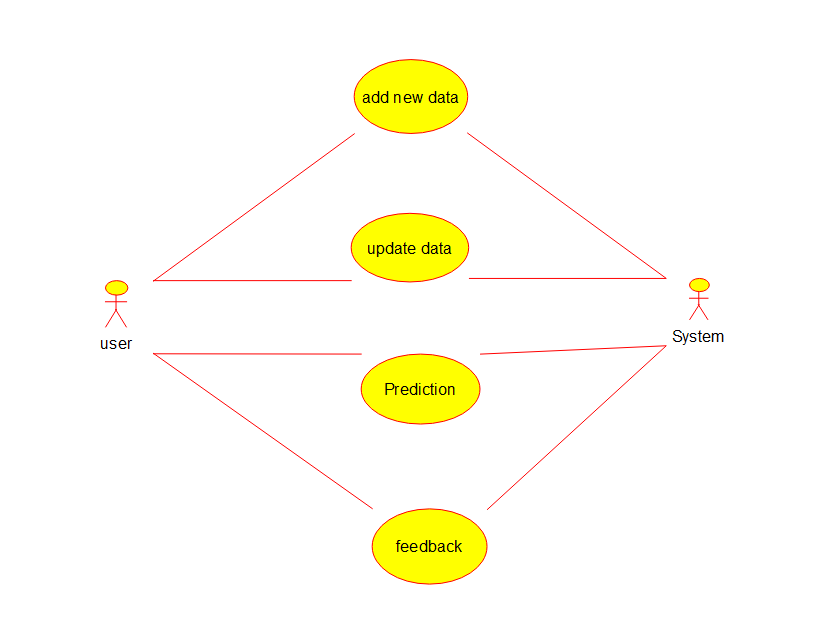 add new data
update data
user
System
Prediction
feedback